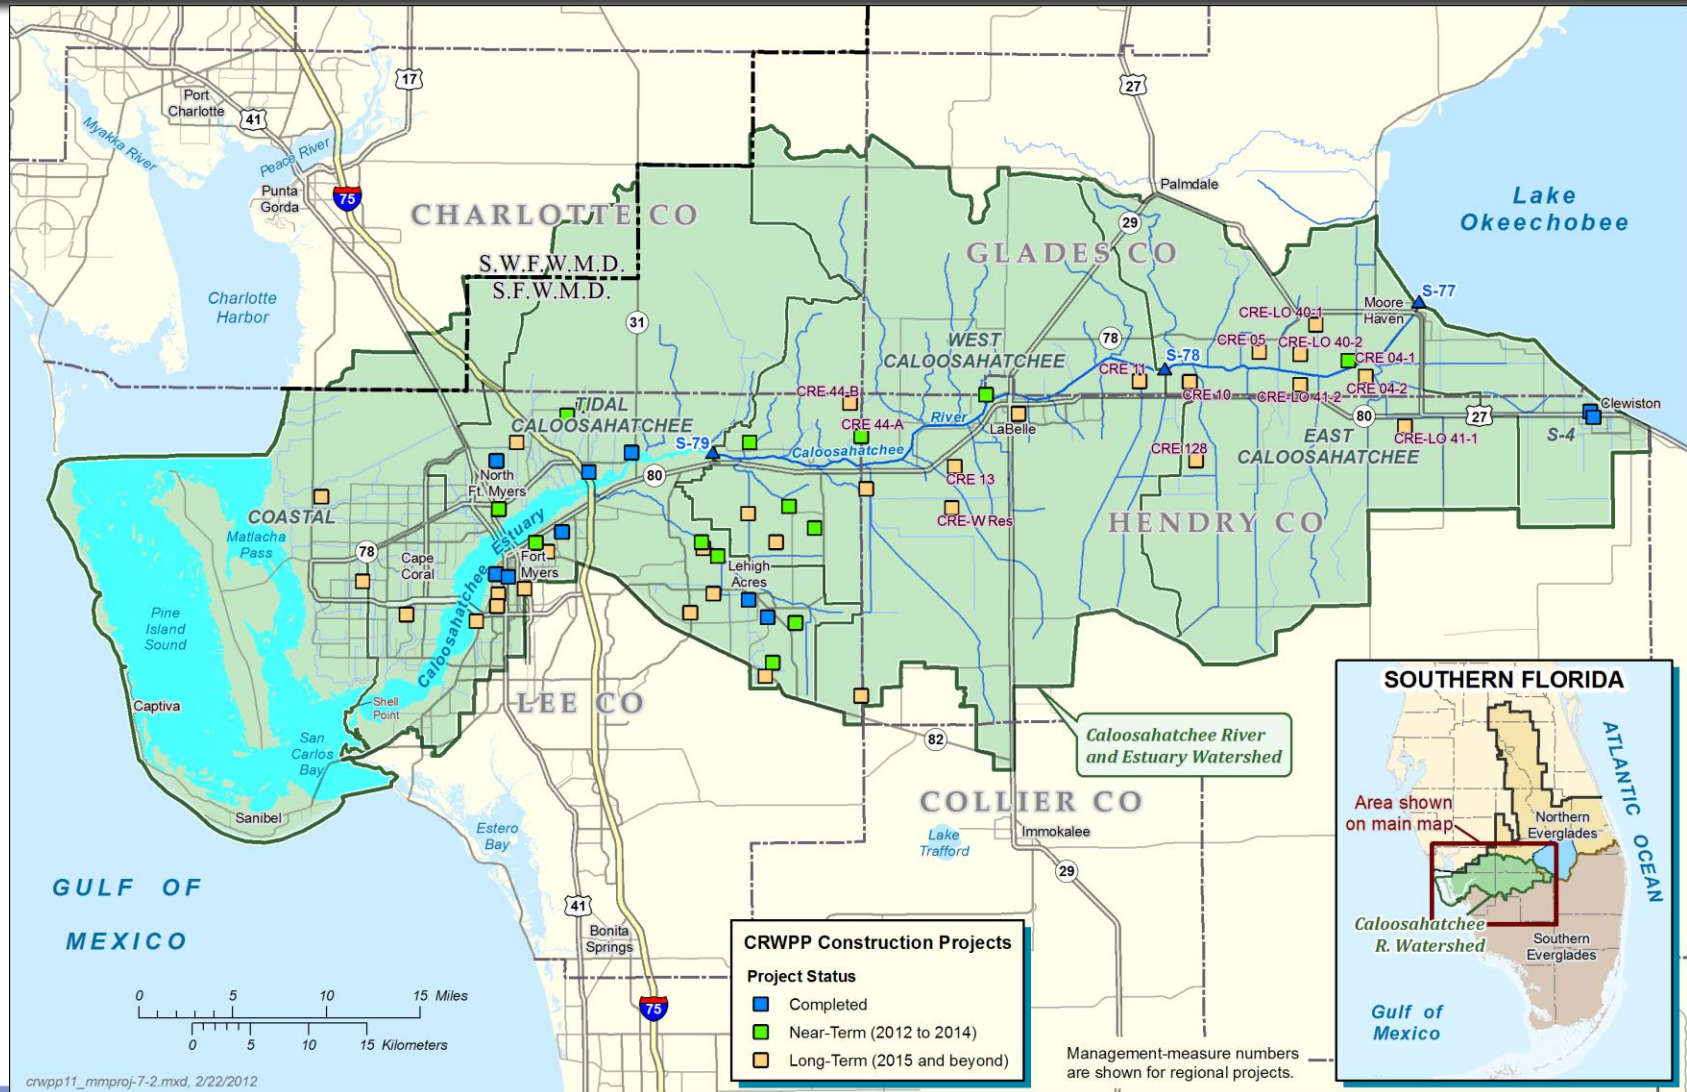 Port
Charlotte
41
17
27
Myakka River
Peace River
Punta
Gorda
75
Palmdale
CHARLOTTE CO
29
Lake
Okeechobee
GLADES CO
S.W.F.W.M.D.
S.F.W.M.D.
Charlotte
Harbor
31
S-77
Moore
Haven
CRE-LO 40-1
WEST
CALOOSAHATCHEE
78
CRE 05
CRE-LO 40-2
S-78
CRE 04-1
CRE 11
CRE 10
CRE-LO 41-2
CRE 04-2
CRE 44-B
TIDAL
CALOOSAHATCHEE
CRE 44-A
River
LaBelle
80
27
Clewiston
S-79
Caloosahatchee
CRE 128
EAST
CALOOSAHATCHEE
CRE-LO 41-1
S-4
North
Ft. Myers
80
CRE 13
COASTAL
CRE-W Res
HENDRY CO
Matlacha
Pass
78
Cape
Coral
Caloosahatchee Estuary
Fort
Myers
Lehigh
Acres
Pine
Island
Sound
Captiva
Shell
Point
LEE CO
San
Carlos
Bay
82
Caloosahatchee River
and Estuary Watershed
Sanibel
Estero
Bay
COLLIER CO
Lake
Trafford
Immokalee
29
GULF OF
MEXICO
41
Bonita
Springs
75
0 5 10 15 Miles
0 5 10 15 Kilometers
crwpp11_mmproj-7-2.mxd, 2/22/2012
CRWPP Construction Projects
Project Status
Completed
Near-Term (2012 to 2014)
Long-Term (2015 and beyond)
Management-measure numbers
are shown for regional projects.
SOUTHERN FLORIDA
ATLANTIC OCEAN
Area shown
on main map
Northern
Everglades
Caloosahatchee
R. Watershed
Southern
Everglades
Gulf of
Mexico